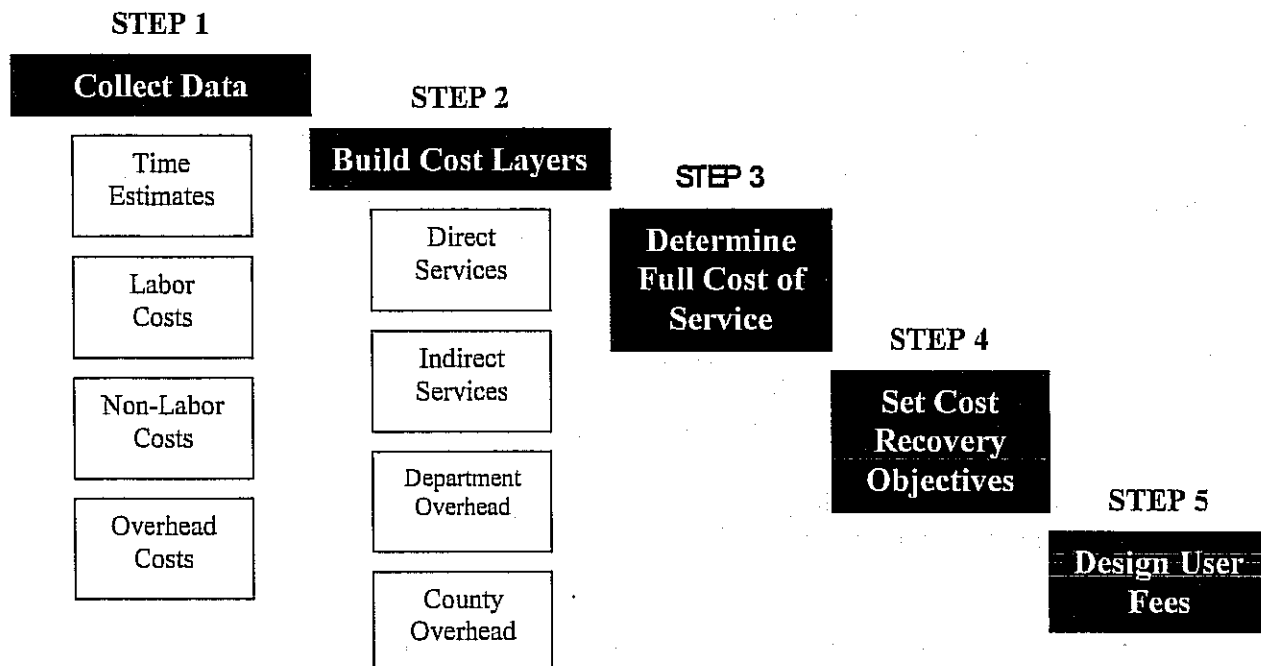 STEP 1
Collect Data
Time
Estimates
Labor
Costs
Non-Labor
Costs
Overhead
Costs
STEP 2
Build Cost Layers
Direct
Services
Indirect
Services
Department
Overhead
County
Overhead
STEP 3
Determine
Full Cost of
Service
STEP 4
Set Cost
Recovery
Objectives
STEP 5
Design User
Fees